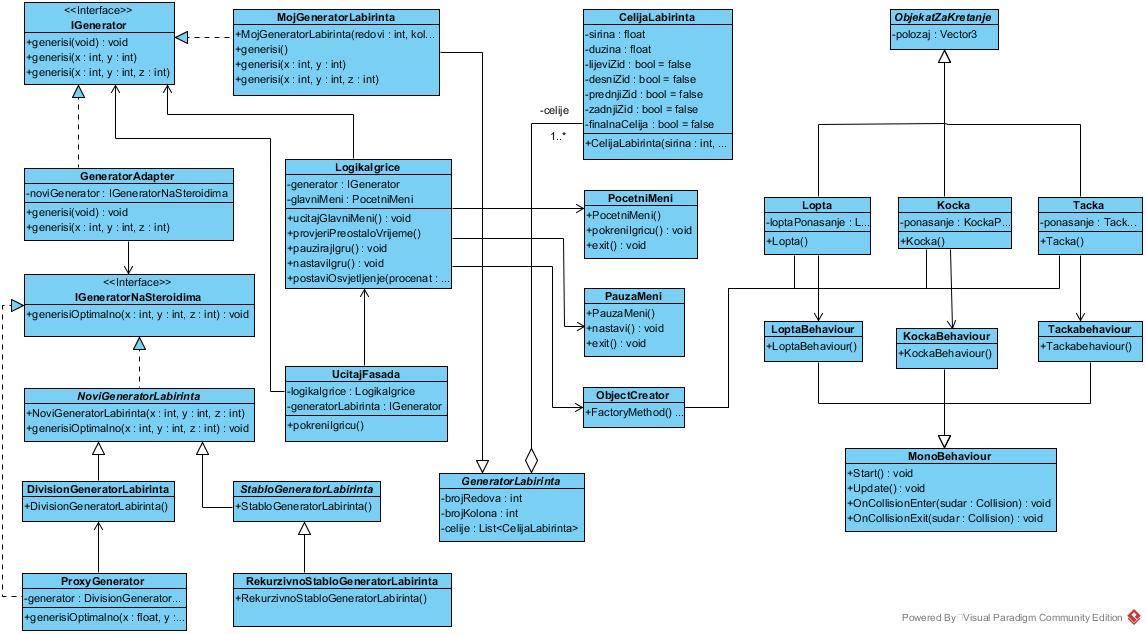 <<Interface>>
IGenerator
+generisi(void) : void
+generisi(x : int, y : int)
+generisi(x : int, y : int, z : int)
MojGeneratorLabirinta
+MojGeneratorLabirinta(redovi : int, kol...
+generisi()
+generisi(x : int, y : int)
+generisi(x : int, y : int, z : int)
CelijaLabirinta
-sirina : float
-duzina : float
-lijeviZid : bool = false
-desniZid : bool = false
-prednjiZid : bool = false
-zadnjiZid : bool = false
-finalnaCelija : bool = false
+CelijaLabirinta(sirina : int, ...
ObjekatZaKretanje
-polozaj : Vector3
-celije
1..*
GeneratorAdapter
-noviGenerator : IGeneratorNaSteroidima
+generisi(void) : void
+generisi(x : int, y : int, z : int)
LogikaIgrice
-generator : IGenerator
-glavniMeni : PocetniMeni
+ucitajGlavniMeni() : void
+provjeriPreostaloVrijeme()
+pauzirajIgru() : void
+nastaviIgru() : void
+postaviOsvjetljenje(procenat : ...
PocetniMeni
+PocetniMeni()
+pokreniIgricu() : void
+exit() : void
Lopta
-loptaPonasanje : L...
+Lopta()
Kocka
-ponasanje : KockaP...
+Kocka()
Tacka
-ponasanje : Tack...
+Tacka()
<<Interface>>
IGeneratorNaSteroidima
+generisiOptimalno(x : int, y : int, z : int) : void
PauzaMeni
+PauzaMeni()
+nastavi() : void
+exit() : void
LoptaBehaviour
+LoptaBehaviour()
KockaBehaviour
+KockaBehaviour()
Tackabehaviour
+Tackabehaviour()
UcitajFasada
-logikaIgrice : LogikaIgrice
-generatorLabirinta : IGenerator
+pokreniIgricu()
ObjectCreator
+FactoryMethod() ...
NoviGeneratorLabirinta
+NoviGeneratorLabirinta(x : int, y : int, z : int)
+generisiOptimalno(x : int, y : int, z : int) : void
MonoBehaviour
+Start() : void
+Update() : void
+OnCollisionEnter(sudar : Collision) : void
+OnCollisionExit(sudar : Collision) : void
DivisionGeneratorLabirinta
+DivisionGeneratorLabirinta()
StabloGeneratorLabirinta
+StabloGeneratorLabirinta()
GeneratorLabirinta
-brojRedova : int
-brojKolona : int
-celije : List<CelijaLabirinta>
ProxyGenerator
-generator : DivisionGenerator...
+generisiOptimalno(x : float, y :...
RekurzivnoStabloGeneratorLabirinta
+RekurzivnoStabloGeneratorLabirinta()
Powered By Visual Paradigm Community Edition